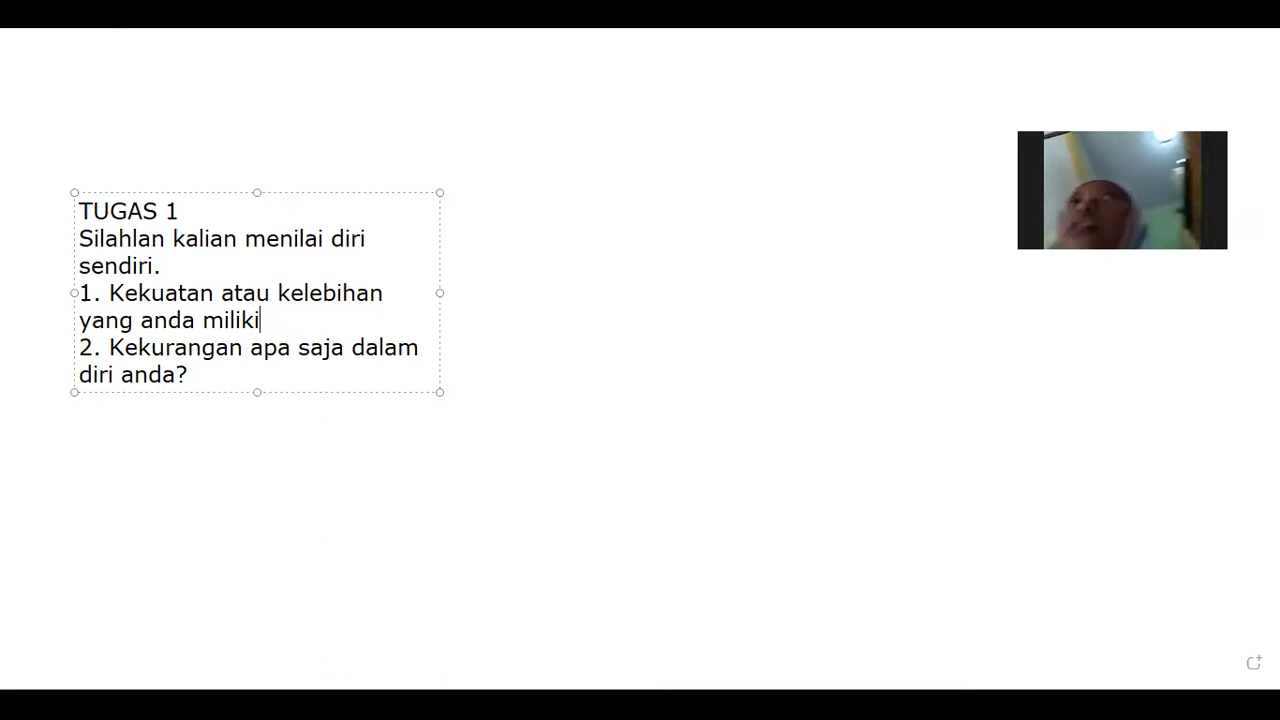 TUGAS 1
Silahlan kalian menilai diri
sendiri.
1. Kekuatan atau kelebihan
yang anda miliki
2. Kekurangan apa saja dalam
diri anda?